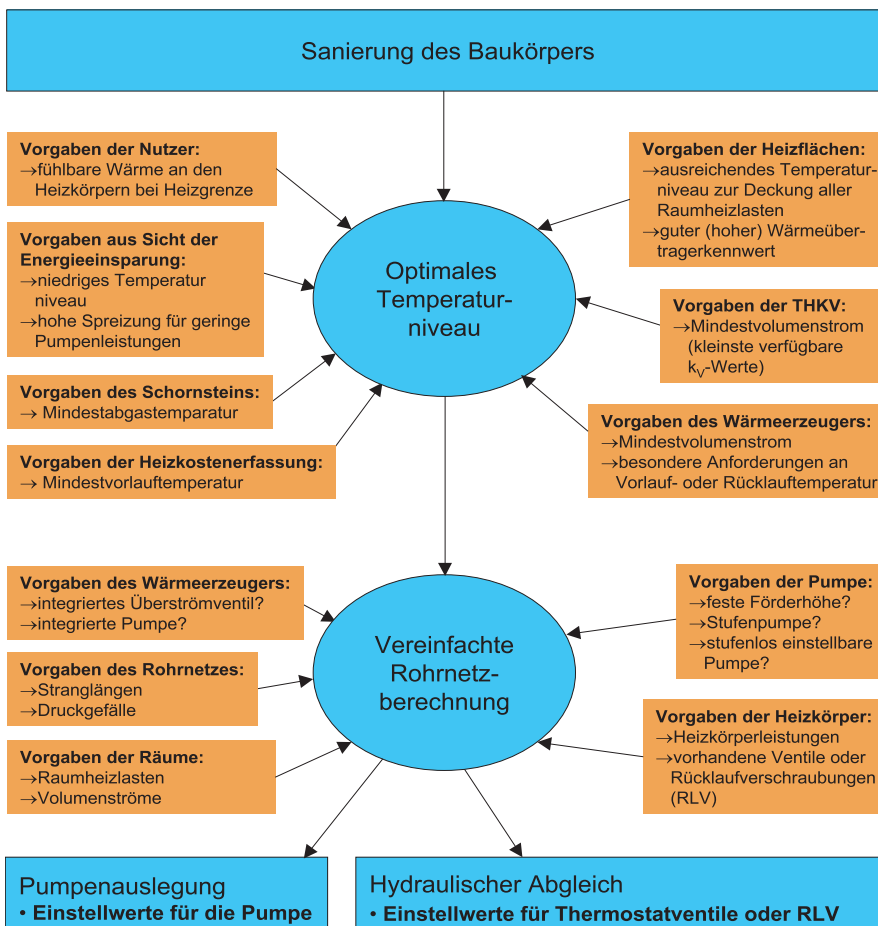 Sanierung des Baukörpers
Vorgaben der Nutzer:
→fühlbare Wärme an den
Heizkörpern bei Heizgrenze
Vorgaben aus Sicht der
Energieeinsparung:
→niedriges Temperatur
niveau
→hohe Spreizung für geringe
Pumpenleistungen
Vorgaben des Schornsteins:
→ Mindestabgastemparatur
Vorgaben der Heizkostenerfassung:
→ Mindestvorlauftemperatur
Optimales
Temperatur-
niveau
Vorgaben der Heizflächen:
→ausreichendes Temperatur-
niveau zur Deckung aller
Raumheizlasten
→guter (hoher) Wärmeüber-
tragerkennwert
Vorgaben der THKV:
→Mindestvolumenstrom
(kleinste verfügbare
kV-Werte)
Vorgaben des Wärmeerzeugers:
→Mindestvolumenstrom
→besondere Anforderungen an
Vorlauf- oder Rücklauftemperatur
Vorgaben des Wärmeerzeugers:
→integriertes Überströmventil?
→integrierte Pumpe?
Vorgaben des Rohrnetzes:
→Stranglängen
→Druckgefälle
Vorgaben der Räume:
→Raumheizlasten
→Volumenströme
Vereinfachte
Rohrnetz-
berechnung
Vorgaben der Pumpe:
→feste Förderhöhe?
→Stufenpumpe?
→stufenlos einstellbare
Pumpe?
Vorgaben der Heizkörper:
→Heizkörperleistungen
→vorhandene Ventile oder
Rücklaufverschraubungen
(RLV)
Pumpenauslegung
• Einstellwerte für die Pumpe
Hydraulischer Abgleich
• Einstellwerte für Thermostatventile oder RLV